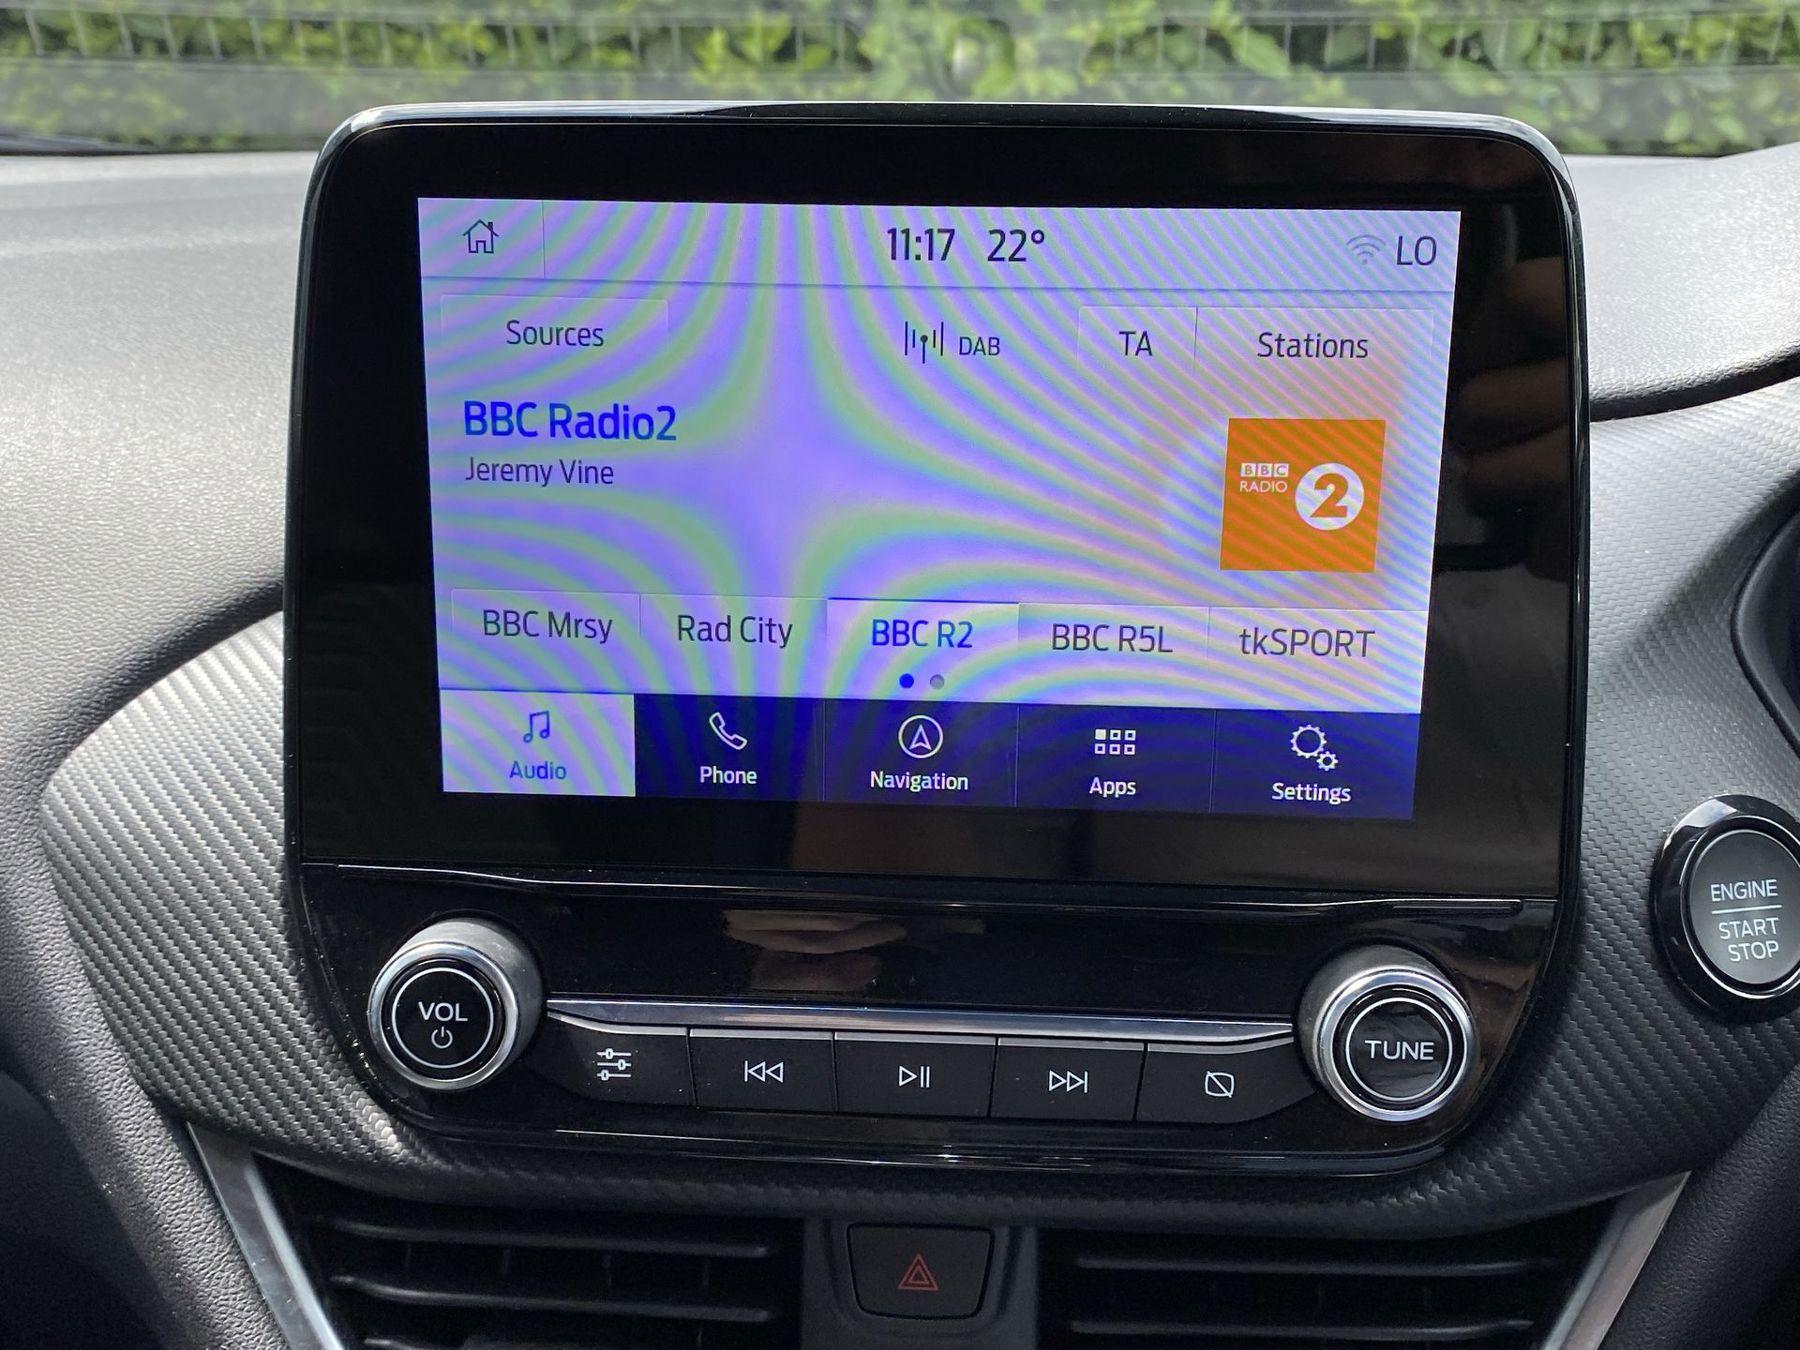 11:17 22° LO
Sources DAB TA Stations
BBC Radio2
Jeremy Vine
BBC
RADIO 2
BBC Mrsy Rad City BBC R2 BBC R5L tkSPORT
Audio Phone Navigation Apps Settings
ENGINE
START
STOP
VOL
TUNE